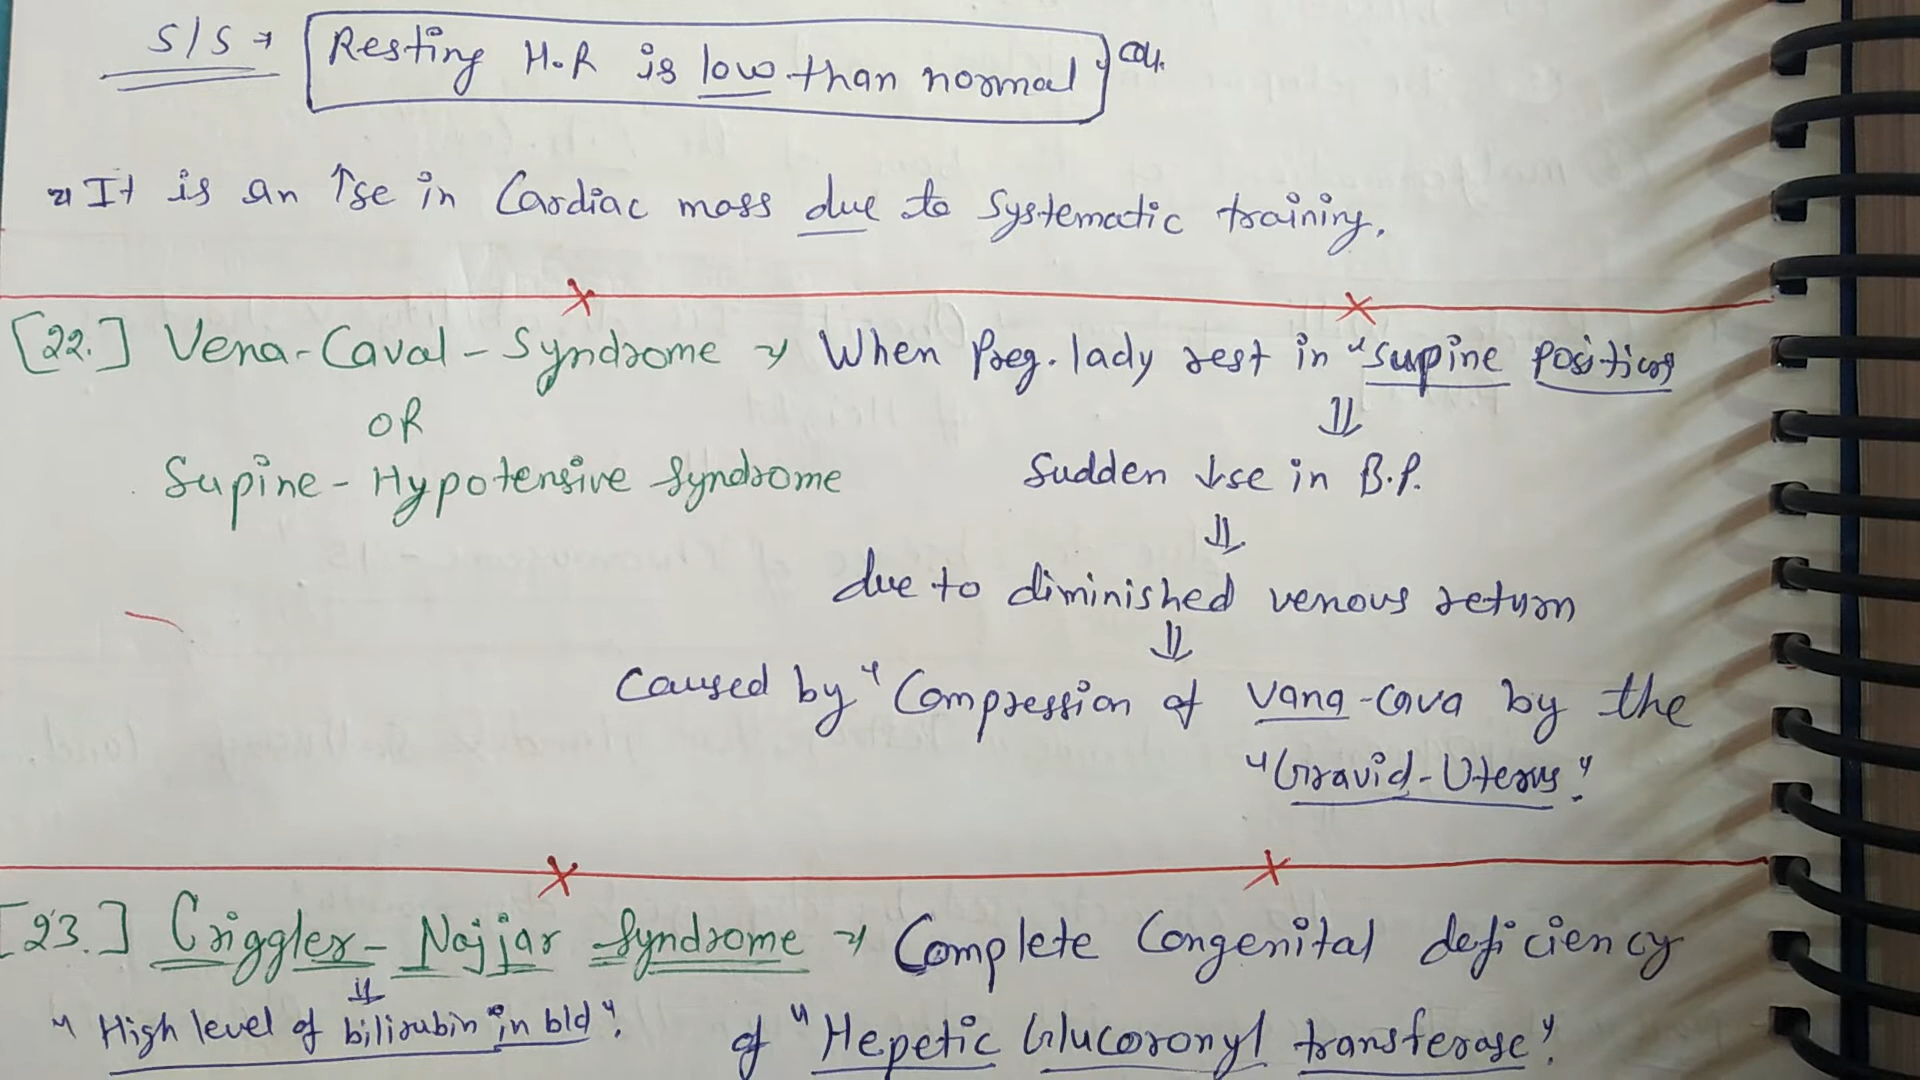 S/S → Resting H.R is low than normal.
→ It is an ↑se in Cardiac mass due to Systematic training.
[22.] Vena-Caval-Syndrome → When Preg. lady rest in "supine position
⇓
OR
Supine-Hypotensive Syndrome Sudden ↓se in B.P.
⇓
due to diminished venous return
⇓
Caused by "Compression of vana-cava by the
"Gravid-Uterus".
[23.] Criggler-Najjar Syndrome → Complete Congenital deficiency
⇓
"High level of bilirubin in bld". of "Hepetic Glucoronyl transferase".